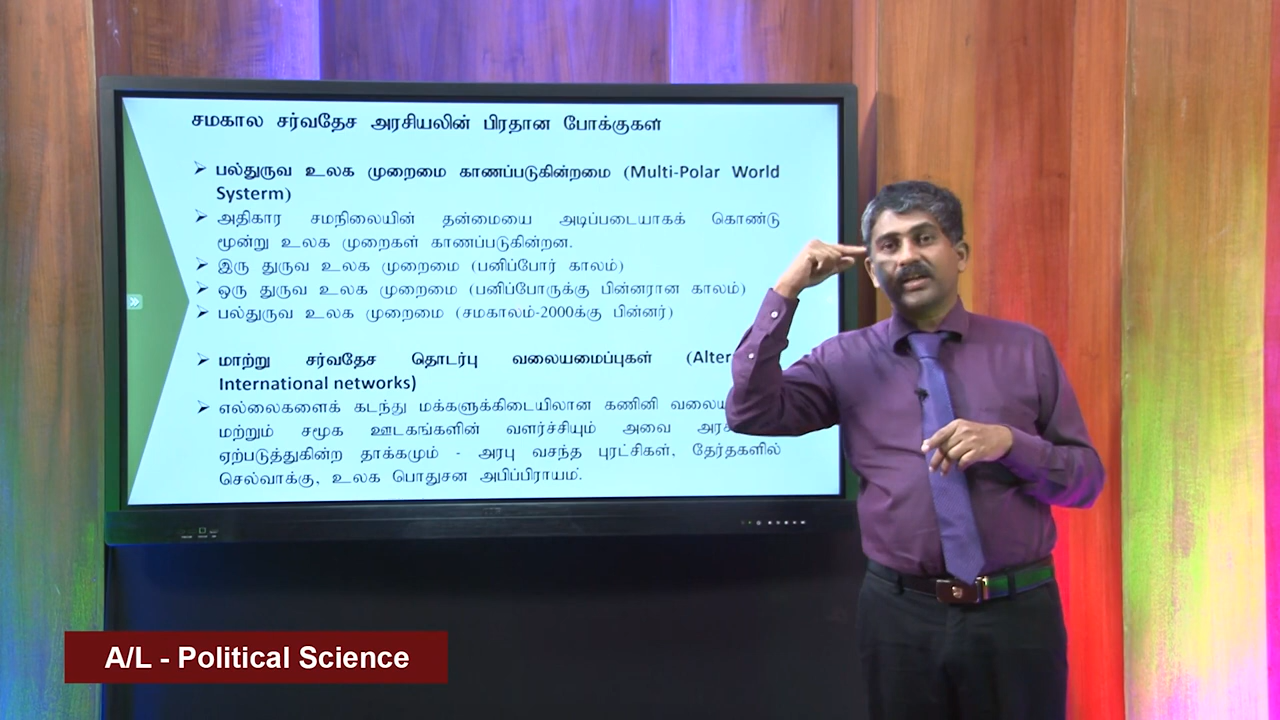 சமகால சர்வதேச அரசியலின் பிரதான போக்குகள்
பல்துருவ உலக முறைமை காணப்படுகின்றமை (Multi-Polar World
Systerm)
அதிகார சமநிலையின் தன்மையை அடிப்படையாகக் கொண்டு
மூன்று உலக முறைகள் காணப்படுகின்றன.
இரு துருவ உலக முறைமை (பனிப்போர் காலம்)
ஒரு துருவ உலக முறைமை (பனிப்போருக்கு பின்னரான காலம்)
பல்துருவ உலக முறைமை (சமகாலம்-2000க்கு பின்னர்)
மாற்று சர்வதேச தொடர்பு வலையமைப்புகள்
International networks)
எல்லைகளைக் கடந்து மக்களுக்கிடையிலான கணினி
மற்றும் சமூக ஊடகங்களின் வளர்ச்சியும் அவை
ஏற்படுத்துகின்ற தாக்கமும் - அரபு வசந்த புரட்சிகள், தேர்தகளில்
செல்வாக்கு, உலக பொதுசன அபிப்பிராயம்.
A/L - Political Science